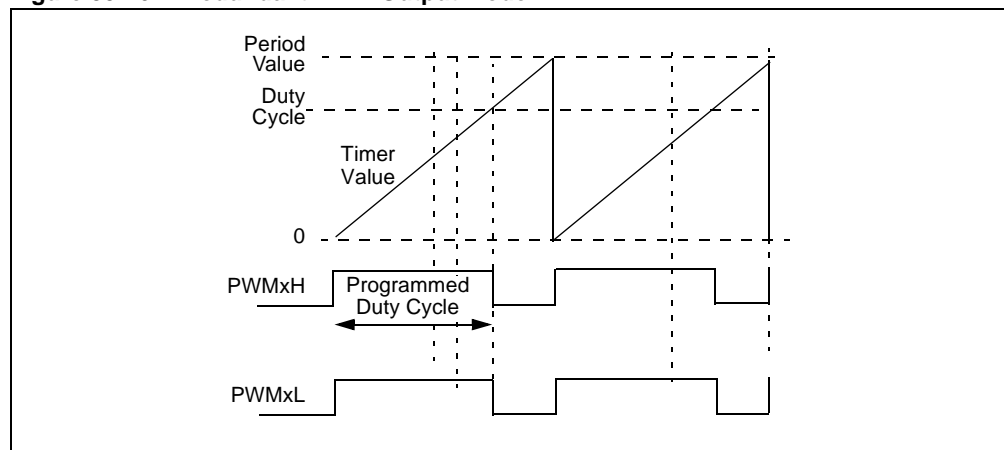 Period
Value
Duty
Cycle
Timer
Value
0
PWMxH
Programmed
Duty Cycle
PWMxL